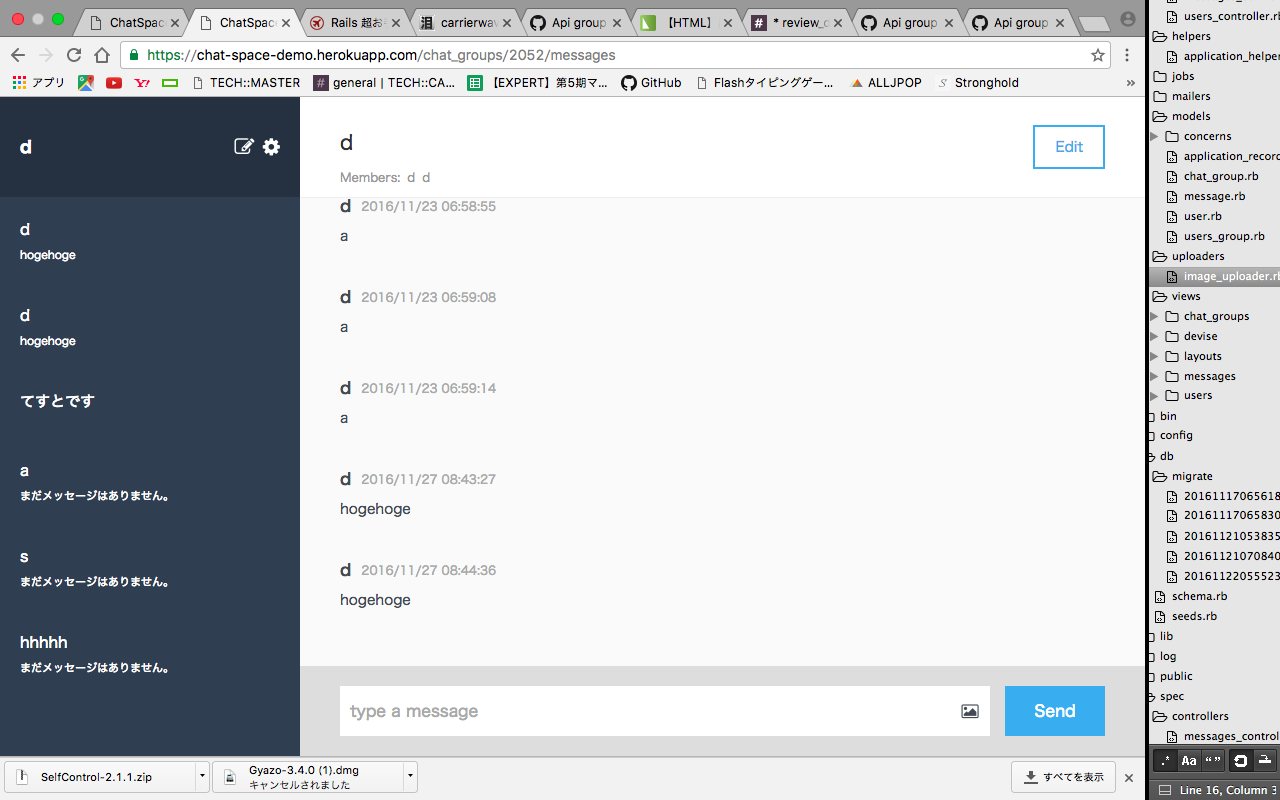 ChatSpac
ChatSpac
Rails 超お
carrierwav
Api group
【HTML】
* review_c
Api group
Api group
https://chat-space-demo.herokuapp.com/chat_groups/2052/messages
アプリ
TECH::MASTER
general | TECH::CA...
【EXPERT】第5期マ...
GitHub
Flashタイピングゲー...
ALLJPOP
Stronghold
»
d
d
hogehoge
d
hogehoge
てすとです
a
まだメッセージはありません。
s
まだメッセージはありません。
hhhhh
まだメッセージはありません。
d
Members: d d
Edit
d 2016/11/23 06:58:55
a
d 2016/11/23 06:59:08
a
d 2016/11/23 06:59:14
a
d 2016/11/27 08:43:27
hogehoge
d 2016/11/27 08:44:36
hogehoge
type a message
Send
SelfControl-2.1.1.zip
Gyazo-3.4.0 (1).dmg
キャンセルされました
すべてを表示
users_controller.rb
helpers
application_helper
jobs
mailers
models
concerns
application_record
chat_group.rb
message.rb
user.rb
users_group.rb
uploaders
image_uploader.rb
views
chat_groups
devise
layouts
messages
users
bin
config
db
migrate
20161117065618
20161117065830
20161121053835
20161121070840
20161122055523
schema.rb
seeds.rb
lib
log
public
spec
controllers
messages_control
.* Aa “ ”
Line 16, Column 3